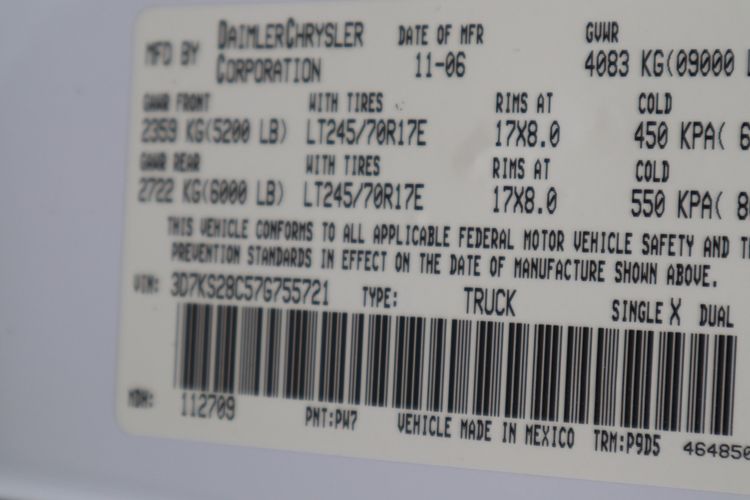 MFD BY DAIMLERCHRYSLER CORPORATION DATE OF MFR 11-06 GVWR 4083 KG(09000 L
GAWR FRONT WITH TIRES RIMS AT COLD
2359 KG(5200 LB) LT245/70R17E 17X8.0 450 KPA( 6
GAWR REAR WITH TIRES RIMS AT COLD
2722 KG(6000 LB) LT245/70R17E 17X8.0 550 KPA( 8
THIS VEHICLE CONFORMS TO ALL APPLICABLE FEDERAL MOTOR VEHICLE SAFETY AND T
PREVENTION STANDARDS IN EFFECT ON THE DATE OF MANUFACTURE SHOWN ABOVE.
VIN: 3D7KS28C57G755721 TYPE: TRUCK SINGLE X DUAL
MDH: 112709 PNT:PW7 VEHICLE MADE IN MEXICO TRM:P9D5 464850